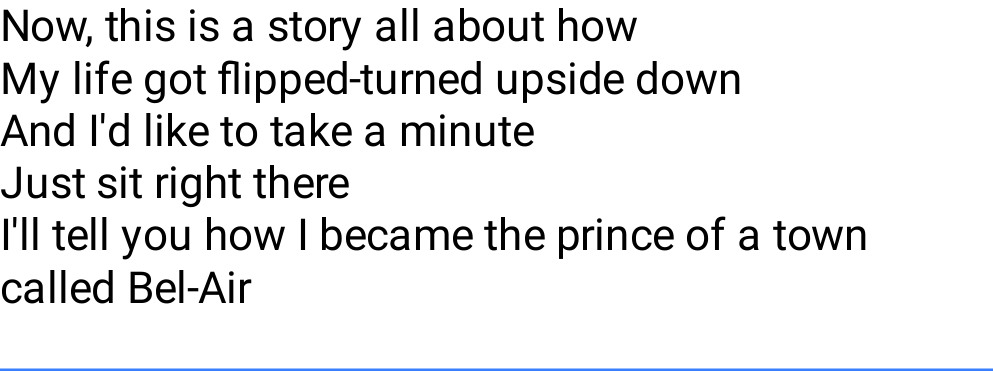 Now, this is a story all about how
My life got flipped-turned upside down
And I'd like to take a minute
Just sit right there
I'll tell you how I became the prince of a town
called Bel-Air